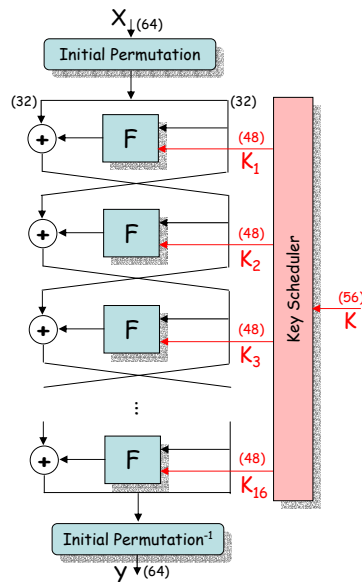 X (64)
Initial Permutation
(32) (32)
+ F (48)
K₁
+ F (48)
K₂
(56)
K
Key Scheduler
+ F (48)
K₃
...
+ F (48)
K₁₆
Initial Permutation⁻¹
y (64)